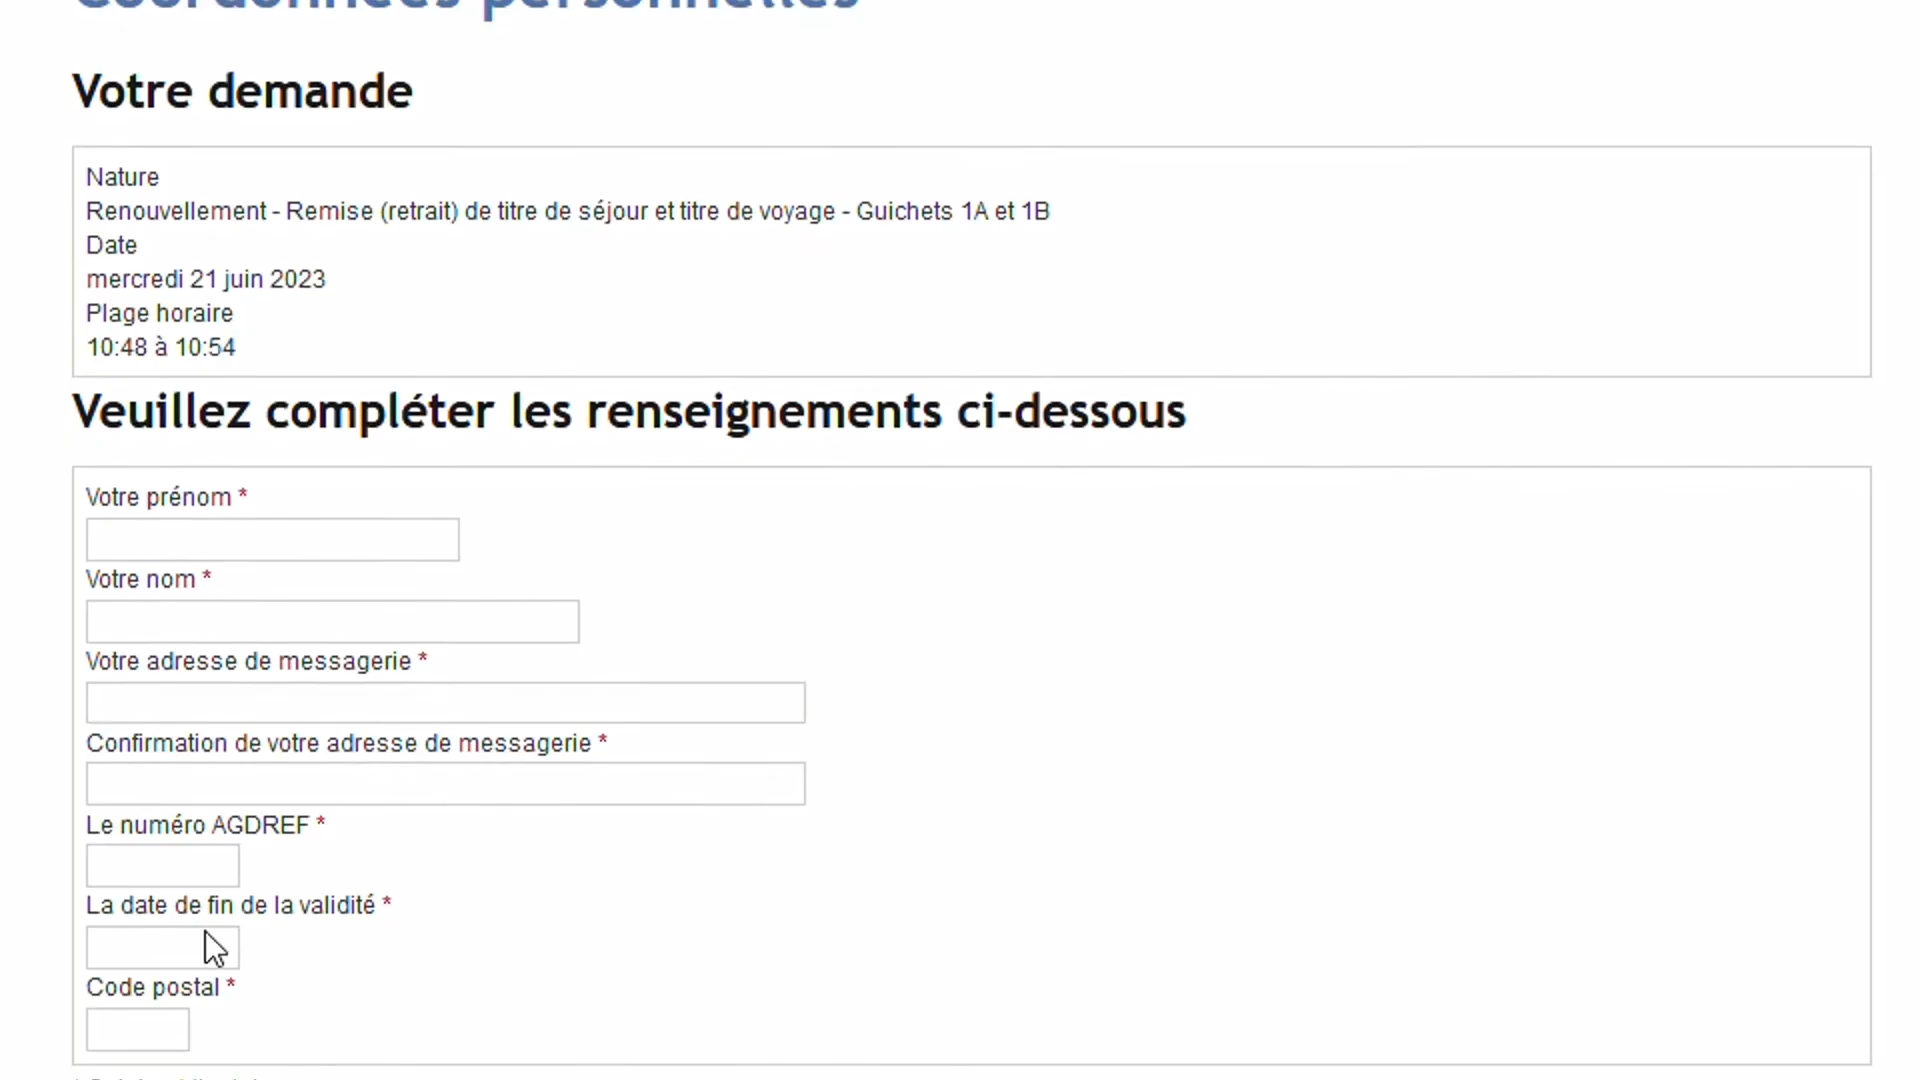 Coordonnées personnelles
Votre demande
Nature
Renouvellement - Remise (retrait) de titre de séjour et titre de voyage - Guichets 1A et 1B
Date
mercredi 21 juin 2023
Plage horaire
10:48 à 10:54
Veuillez compléter les renseignements ci-dessous
Votre prénom *
Votre nom *
Votre adresse de messagerie *
Confirmation de votre adresse de messagerie *
Le numéro AGDREF *
La date de fin de la validité *
Code postal *